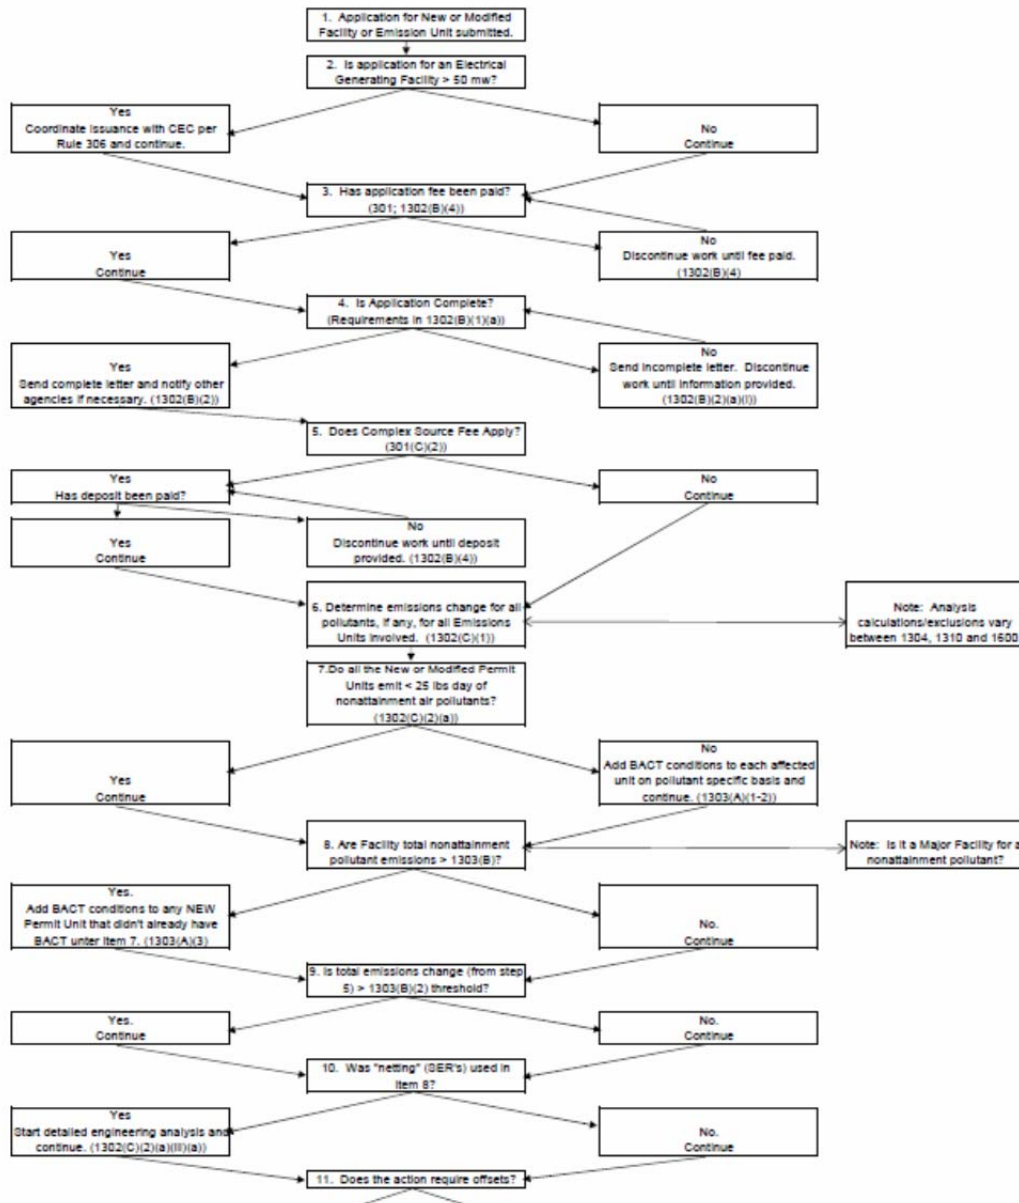 1. Application for New or Modified
Facility or Emission Unit submitted.
2. Is application for an Electrical
Generating Facility > 50 mw?
Yes
Coordinate issuance with CEC per
Rule 306 and continue.
No
Continue
3. Has application fee been paid?
(301; 1302(B)(4))
Yes
Continue
No
Discontinue work until fee paid.
(1302(B)(4)
4. Is Application Complete?
(Requirements in 1302(B)(1)(a))
Yes
Send complete letter and notify other
agencies if necessary. (1302(B)(2))
No
Send incomplete letter. Discontinue
work until information provided.
(1302(B)(2)(a)(i))
5. Does Complex Source Fee Apply?
(301(C)(2))
Yes
Has deposit been paid?
No
Continue
Yes
Continue
No
Discontinue work until deposit
provided. (1302(B)(4))
6. Determine emissions change for all
pollutants, if any, for all Emissions
Units involved. (1302(C)(1))
Note: Analysis
calculations/exclusions vary
between 1304, 1310 and 1600
7.Do all the New or Modified Permit
Units emit < 25 lbs day of
nonattainment air pollutants?
(1302(C)(2)(a))
Yes
Continue
No
Add BACT conditions to each affected
unit on pollutant specific basis and
continue. (1303(A)(1-2))
8. Are Facility total nonattainment
pollutant emissions > 1303(B)?
Note: Is it a Major Facility for a
nonattainment pollutant?
Yes.
Add BACT conditions to any NEW
Permit Unit that didn't already have
BACT unter Item 7. (1303(A)(3)
No.
Continue
9. Is total emissions change (from step
5) > 1303(B)(2) threshold?
Yes.
Continue
No.
Continue
10. Was "netting" (SER's) used in
Item 8?
Yes
Start detailed engineering analysis and
continue. (1302(C)(2)(a)(ii)(a))
No.
Continue
11. Does the action require offsets?